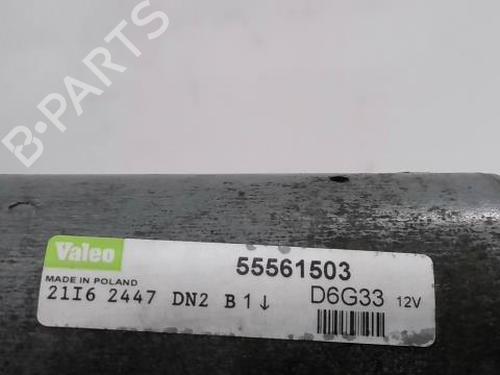 B-PARTS
Valeo
55561503
MADE IN POLAND
21I6 2447 DN2 B1↓ D6G33 12V